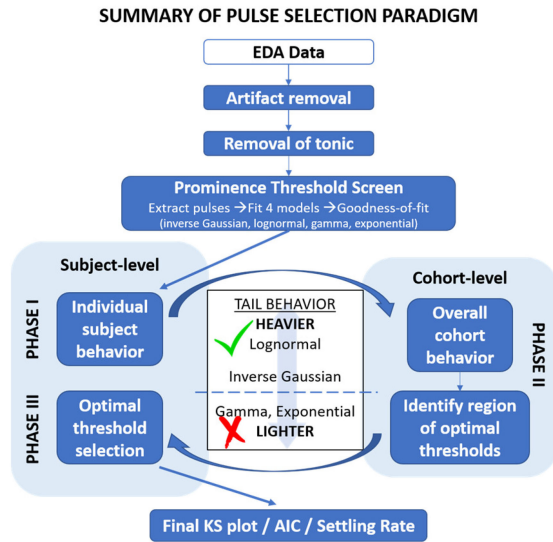 SUMMARY OF PULSE SELECTION PARADIGM
EDA Data
Artifact removal
Removal of tonic
Prominence Threshold Screen
Extract pulses →Fit 4 models →Goodness-of-fit
(inverse Gaussian, lognormal, gamma, exponential)
Subject-level
PHASE I
Individual
subject
behavior
TAIL BEHAVIOR
HEAVIER
Lognormal
Inverse Gaussian
Gamma, Exponential
LIGHTER
Cohort-level
Overall
cohort
behavior
PHASE II
Identify region
of optimal
thresholds
PHASE III
Optimal
threshold
selection
Final KS plot / AIC / Settling Rate